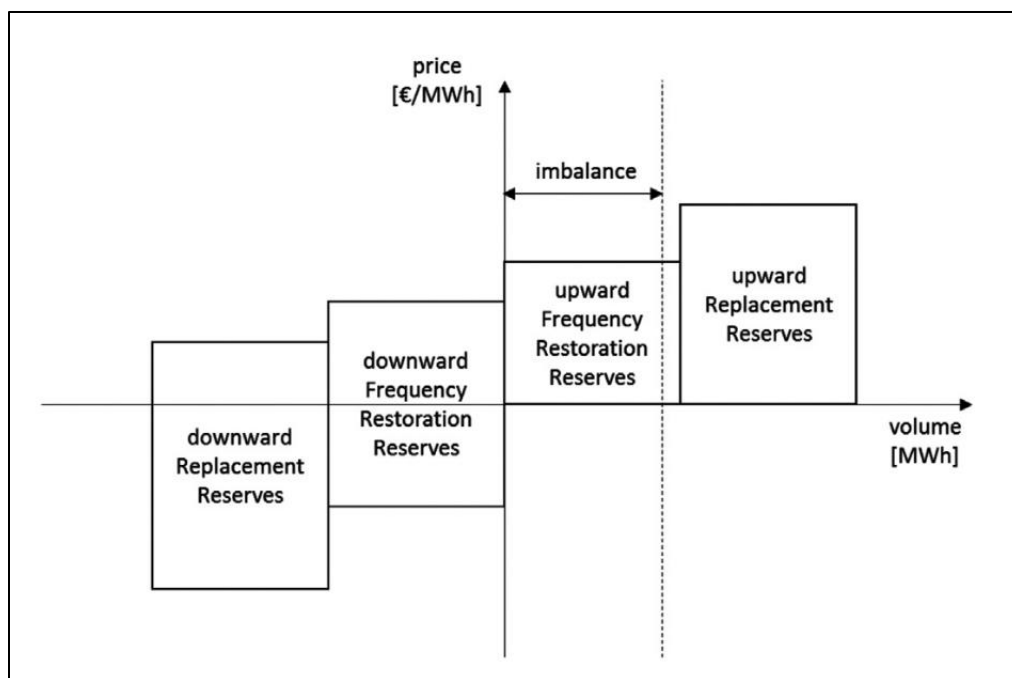 price
[€/MWh]
imbalance
upward
Frequency
Restoration
Reserves
upward
Replacement
Reserves
downward
Frequency
Restoration
Reserves
downward
Replacement
Reserves
volume
[MWh]